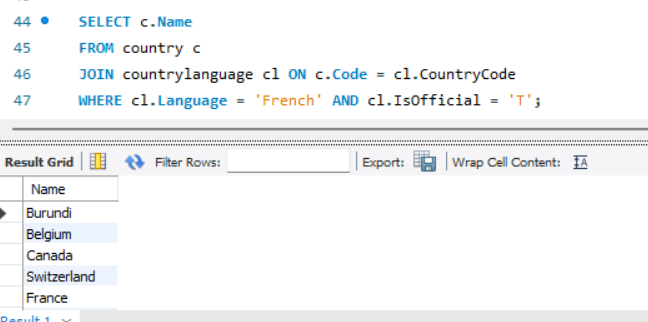 44 SELECT c.Name
45 FROM country c
46 JOIN countrylanguage cl ON c.Code = cl.CountryCode
47 WHERE cl.Language = 'French' AND cl.IsOfficial = 'T';
Result Grid Filter Rows: Export: Wrap Cell Content: IA
Name
Burundi
Belgium
Canada
Switzerland
France
Result 1